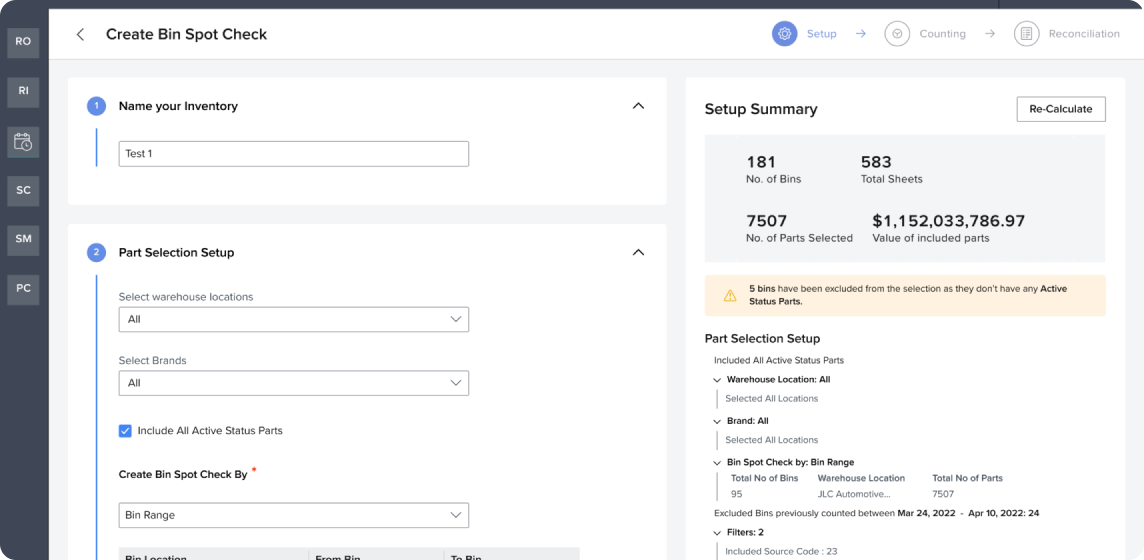 RO
RI
SC
SM
PC
Create Bin Spot Check
Setup
Counting
Reconciliation
1
Name your Inventory
Test 1
2
Part Selection Setup
Select warehouse locations
All
Select Brands
All
Include All Active Status Parts
Create Bin Spot Check By *
Bin Range
Bin Location From Bin To Bin
Setup Summary
Re-Calculate
181 583
No. of Bins Total Sheets
7507 $1,152,033,786.97
No. of Parts Selected Value of included parts
5 bins have been excluded from the selection as they don't have any Active
Status Parts.
Part Selection Setup
Included All Active Status Parts
Warehouse Location: All
Selected All Locations
Brand: All
Selected All Locations
Bin Spot Check by: Bin Range
Total No of Bins Warehouse Location Total No of Parts
95 JLC Automotive... 7507
Excluded Bins previously counted between Mar 24, 2022 - Apr 10, 2022: 24
Filters: 2
Included Source Code : 23